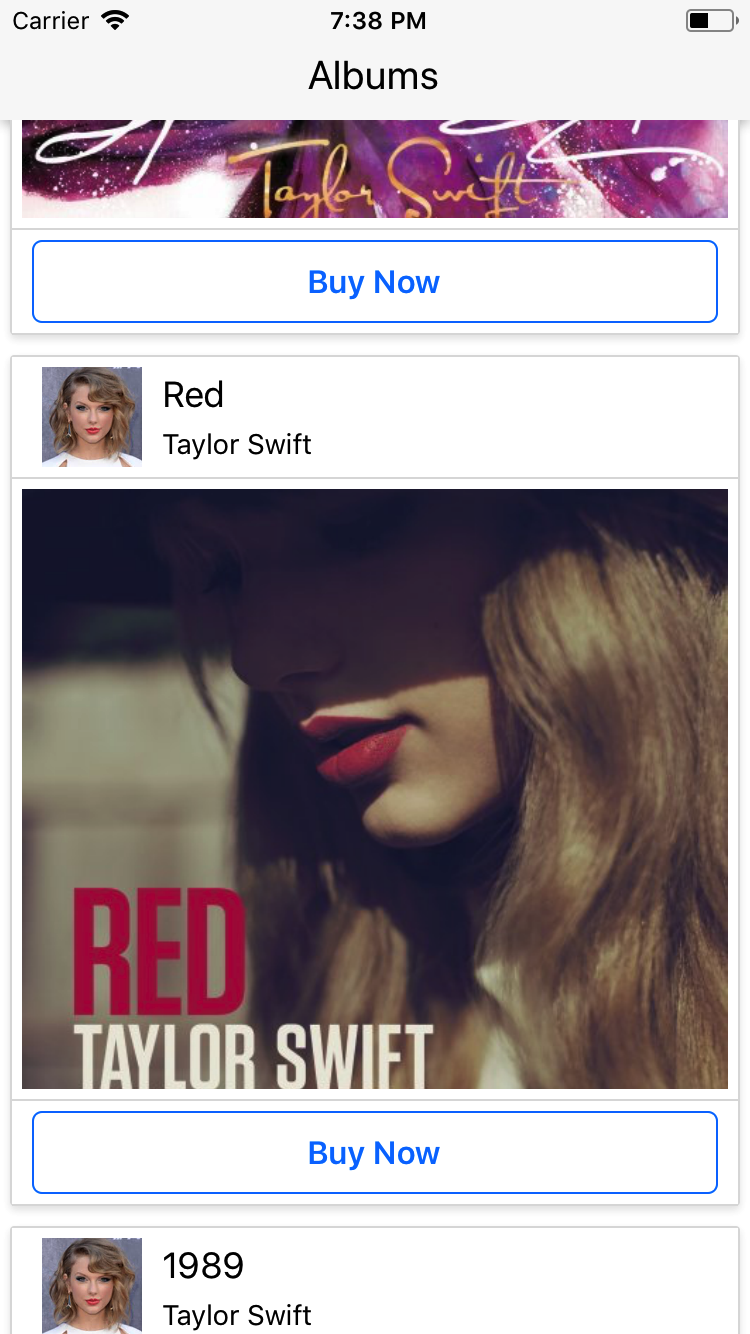 Carrier 7:38 PM
Albums
Taylor Swift
Buy Now
Red
Taylor Swift
RED
TAYLOR SWIFT
Buy Now
1989
Taylor Swift